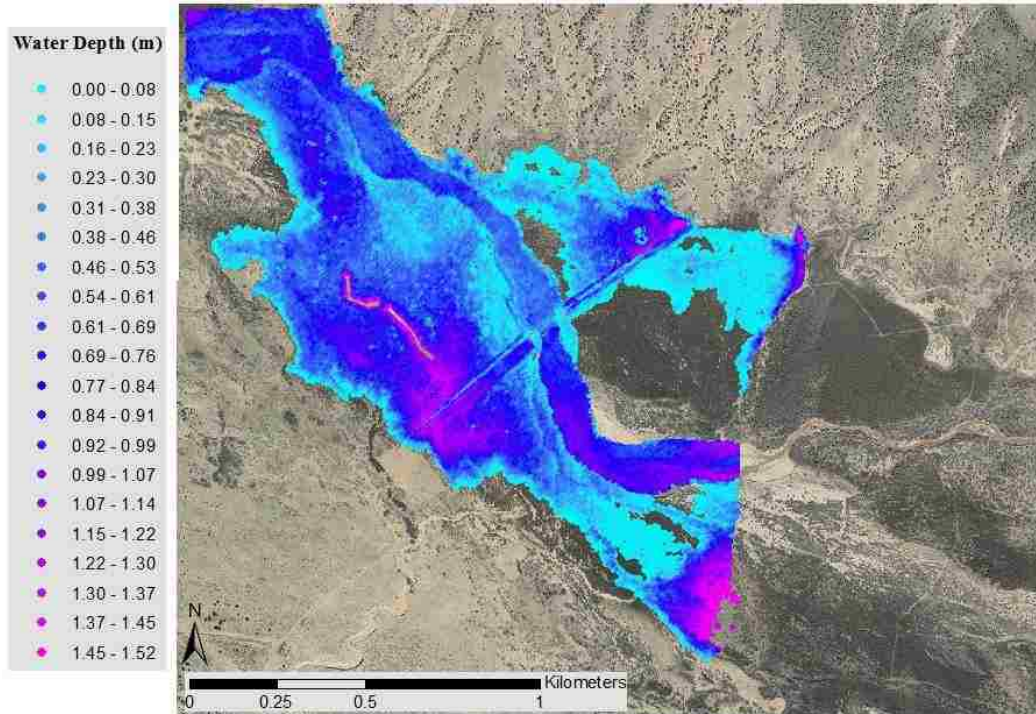 Water Depth (m)
0.00 - 0.08
0.08 - 0.15
0.16 - 0.23
0.23 - 0.30
0.31 - 0.38
0.38 - 0.46
0.46 - 0.53
0.54 - 0.61
0.61 - 0.69
0.69 - 0.76
0.77 - 0.84
0.84 - 0.91
0.92 - 0.99
0.99 - 1.07
1.07 - 1.14
1.15 - 1.22
1.22 - 1.30
1.30 - 1.37
1.37 - 1.45
1.45 - 1.52
N
Kilometers
0 0.25 0.5 1